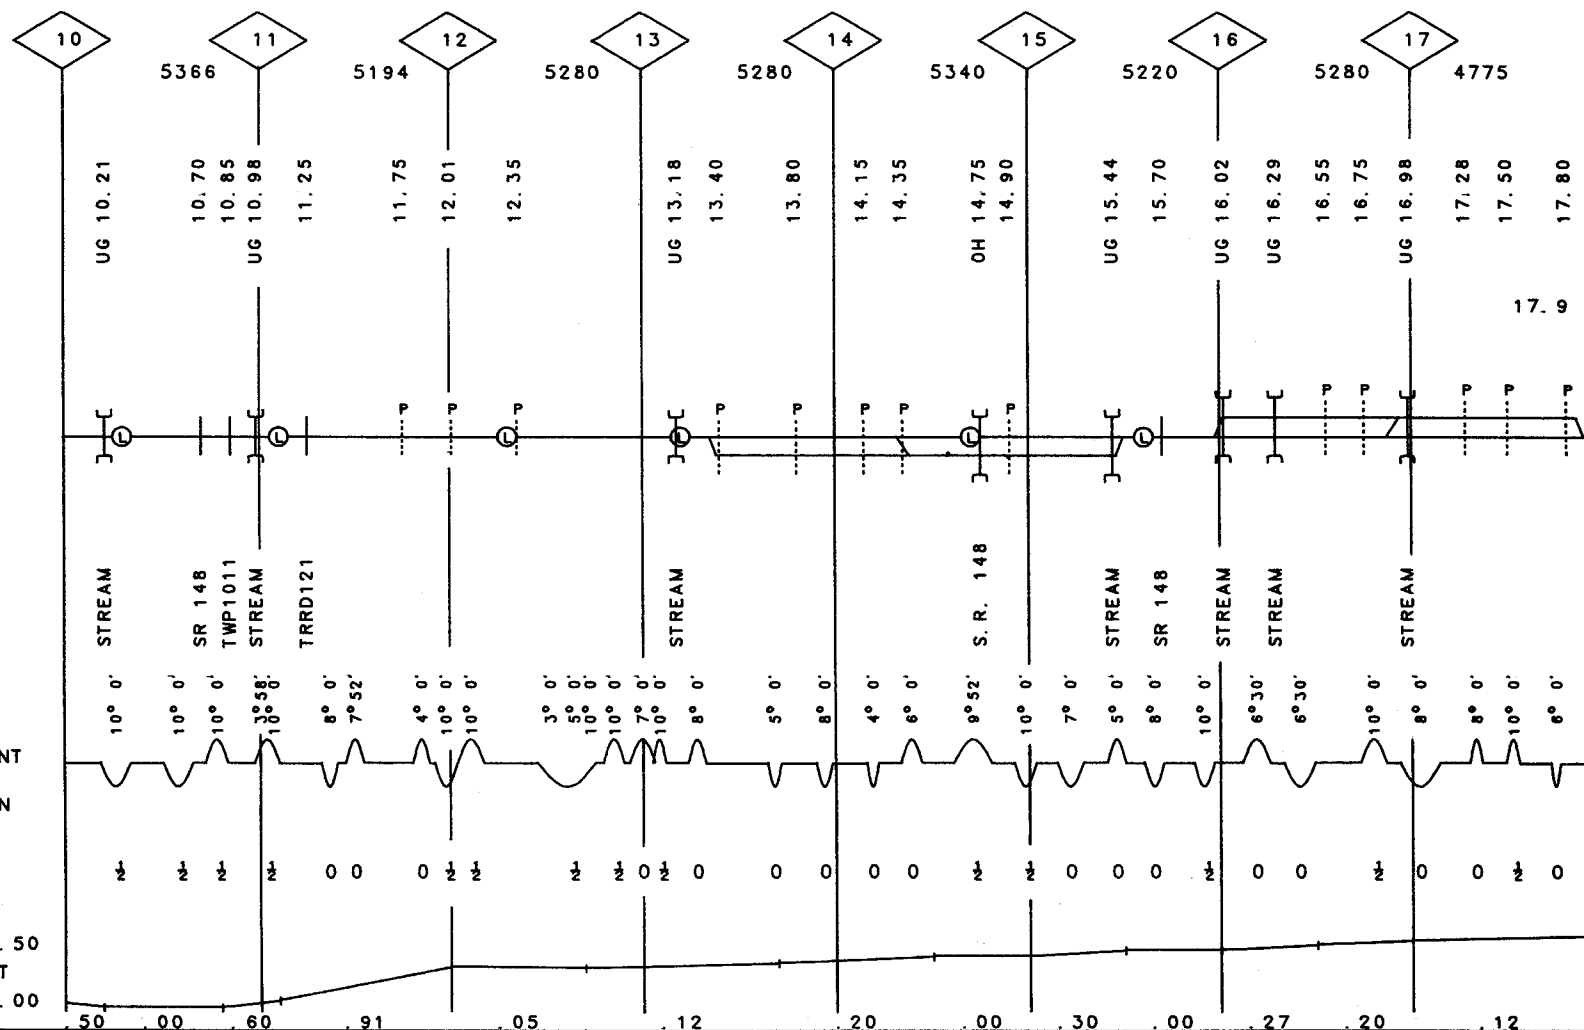 10 11 12 13 14 15 16 17
5366 5194 5280 5280 5340 5220 5280 4775
UG 10.21
10.70
10.85
UG 10.98
11.25
11.75
12.01
12.35
UG 13.18
13.40
13.80
14.15
14.35
OH 14.75
14.90
UG 15.44
15.70
UG 16.02
UG 16.29
16.55
16.75
UG 16.98
17.28
17.50
17.80
17.9
P P P P P P P P P P P P P
L L L L L L
STREAM
SR 148
TWP1011
STREAM
TRRD121
STREAM
S.R. 148
STREAM
SR 148
STREAM
STREAM
STREAM
10° 0'
10° 0'
10° 0'
3°58'
10° 0'
8° 0'
7°52'
4° 0'
10° 0'
10° 0'
3° 0'
5° 0'
10° 0'
10° 0'
7° 0'
10° 0'
8° 0'
5° 0'
8° 0'
4° 0'
6° 0'
9°52'
10° 0'
7° 0'
5° 0'
8° 0'
10° 0'
6°30'
6°30'
10° 0'
8° 0'
8° 0'
10° 0'
6° 0'
NT
N
½ ½ ½ ½ 0 0 0 ½ ½ ½ ½ 0 ½ 0 0 0 0 0 ½ ½ 0 0 0 ½ 0 0 ½ 0 0 ½ 0
.50
T
.00
.50 .00 .60 .91 .05 .12 .20 .00 .30 .00 .27 .20 .12